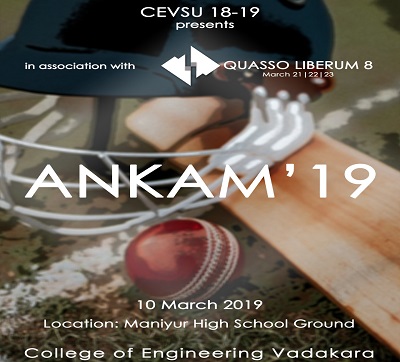 CEVSU 18-19
presents
in association with QUASSO LIBERUM 8
March 21|22|23
ANKAM'19
10 March 2019
Location: Maniyur High School Ground
College of Engineering Vadakara